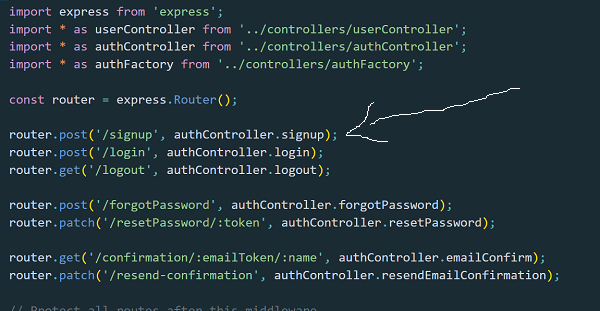 import express from 'express';
import * as userController from '../controllers/userController';
import * as authController from '../controllers/authController';
import * as authFactory from '../controllers/authFactory';
const router = express.Router();
router.post('/signup', authController.signup);
router.post('/login', authController.login);
router.get('/logout', authController.logout);
router.post('/forgotPassword', authController.forgotPassword);
router.patch('/resetPassword/:token', authController.resetPassword);
router.get('/confirmation/:emailToken/:name', authController.emailConfirm);
router.patch('/resend-confirmation', authController.resendEmailConfirmation);
// Protect all routes after this middleware